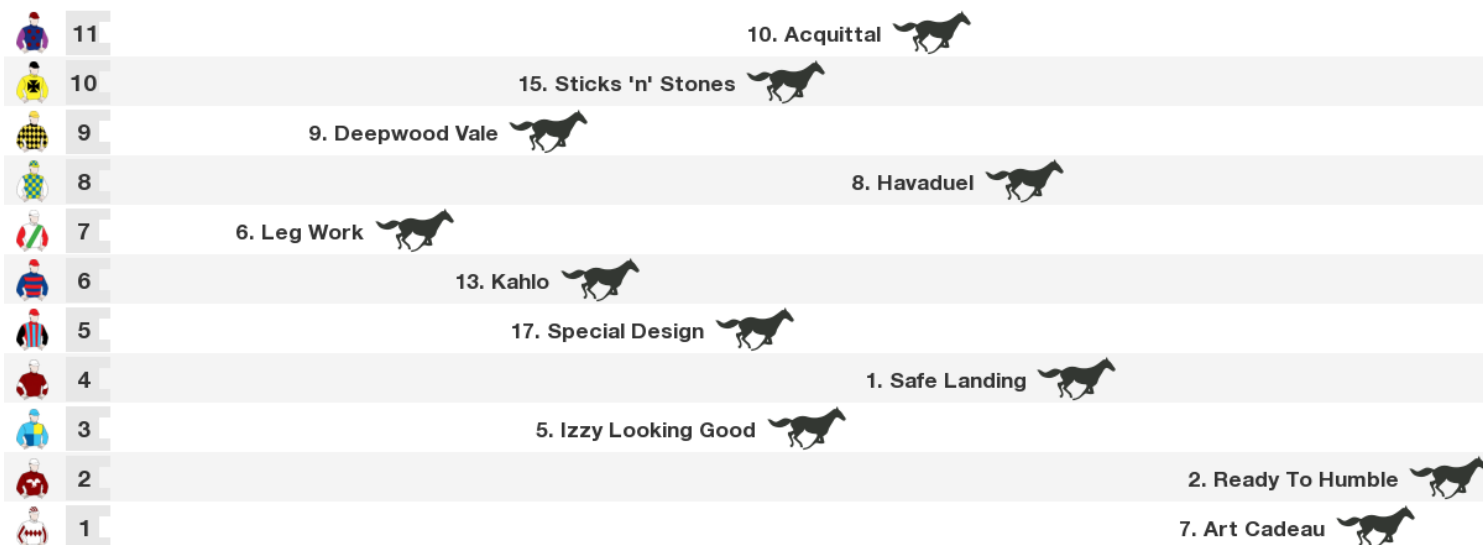 11 10. Acquittal
10 15. Sticks 'n' Stones
9 9. Deepwood Vale
8 8. Havaduel
7 6. Leg Work
6 13. Kahlo
5 17. Special Design
4 1. Safe Landing
3 5. Izzy Looking Good
2 2. Ready To Humble
1 7. Art Cadeau